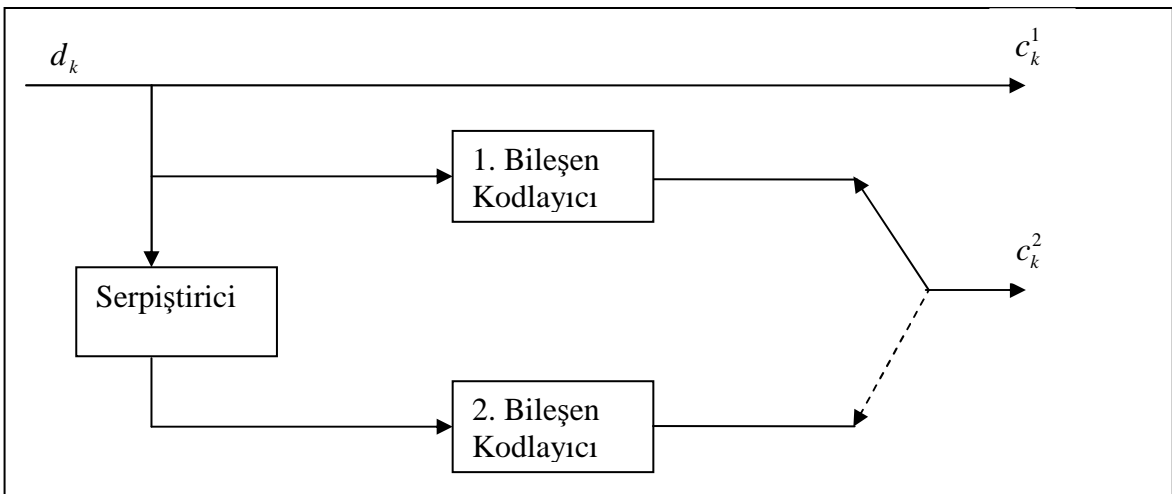 d_k
c_k^1
1. Bileşen
Kodlayıcı
c_k^2
Serpiştirici
2. Bileşen
Kodlayıcı